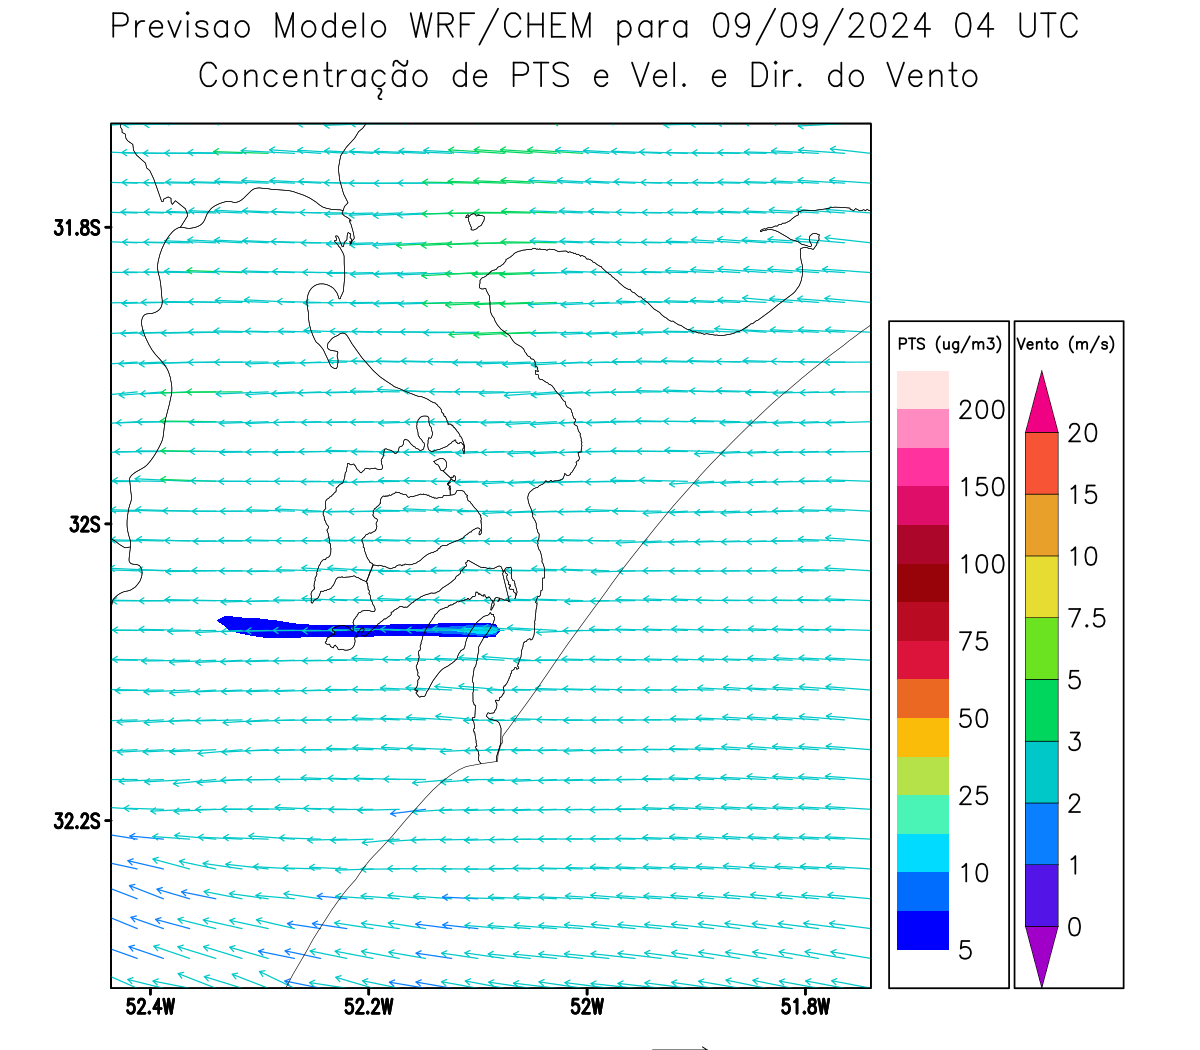 Previsao Modelo WRF/CHEM para 09/09/2024 04 UTC
Concentração de PTS e Vel. e Dir. do Vento
31.8S
32S
32.2S
52.4W 52.2W 52W 51.8W
PTS (ug/m3)
200
150
100
75
50
25
10
5
Vento (m/s)
20
15
10
7.5
5
3
2
1
0